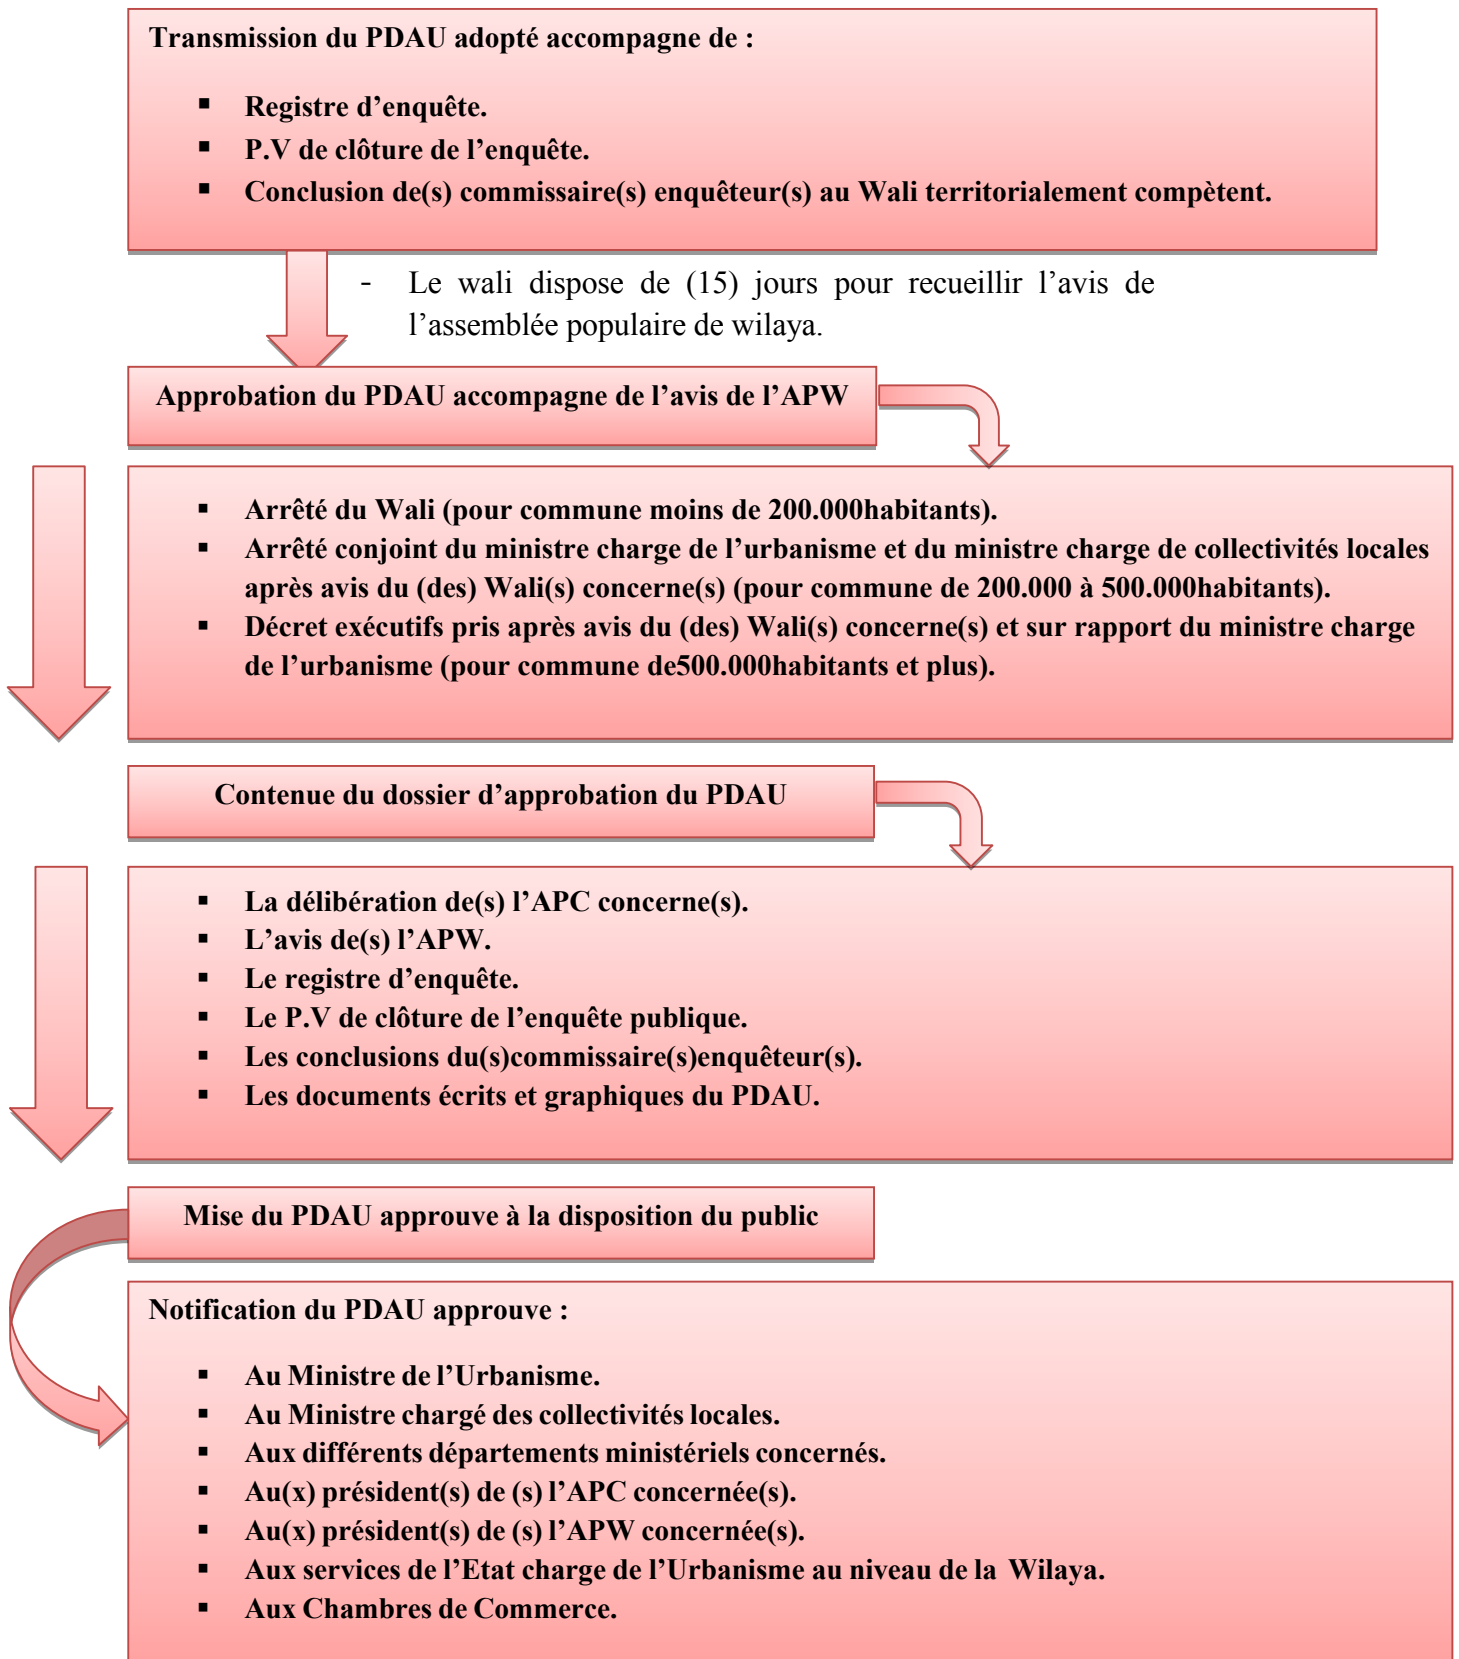 Transmission du PDAU adopté accompagne de :
▪ Registre d’enquête.
▪ P.V de clôture de l’enquête.
▪ Conclusion de(s) commissaire(s) enquêteur(s) au Wali territorialement compètent.
- Le wali dispose de (15) jours pour recueillir l’avis de
l’assemblée populaire de wilaya.
Approbation du PDAU accompagne de l’avis de l’APW
▪ Arrêté du Wali (pour commune moins de 200.000habitants).
▪ Arrêté conjoint du ministre charge de l’urbanisme et du ministre charge de collectivités locales
après avis du (des) Wali(s) concerne(s) (pour commune de 200.000 à 500.000habitants).
▪ Décret exécutifs pris après avis du (des) Wali(s) concerne(s) et sur rapport du ministre charge
de l’urbanisme (pour commune de500.000habitants et plus).
Contenue du dossier d’approbation du PDAU
▪ La délibération de(s) l’APC concerne(s).
▪ L’avis de(s) l’APW.
▪ Le registre d’enquête.
▪ Le P.V de clôture de l’enquête publique.
▪ Les conclusions du(s)commissaire(s)enquêteur(s).
▪ Les documents écrits et graphiques du PDAU.
Mise du PDAU approuve à la disposition du public
Notification du PDAU approuve :
▪ Au Ministre de l’Urbanisme.
▪ Au Ministre chargé des collectivités locales.
▪ Aux différents départements ministériels concernés.
▪ Au(x) président(s) de (s) l’APC concernée(s).
▪ Au(x) président(s) de (s) l’APW concernée(s).
▪ Aux services de l’Etat charge de l’Urbanisme au niveau de la Wilaya.
▪ Aux Chambres de Commerce.